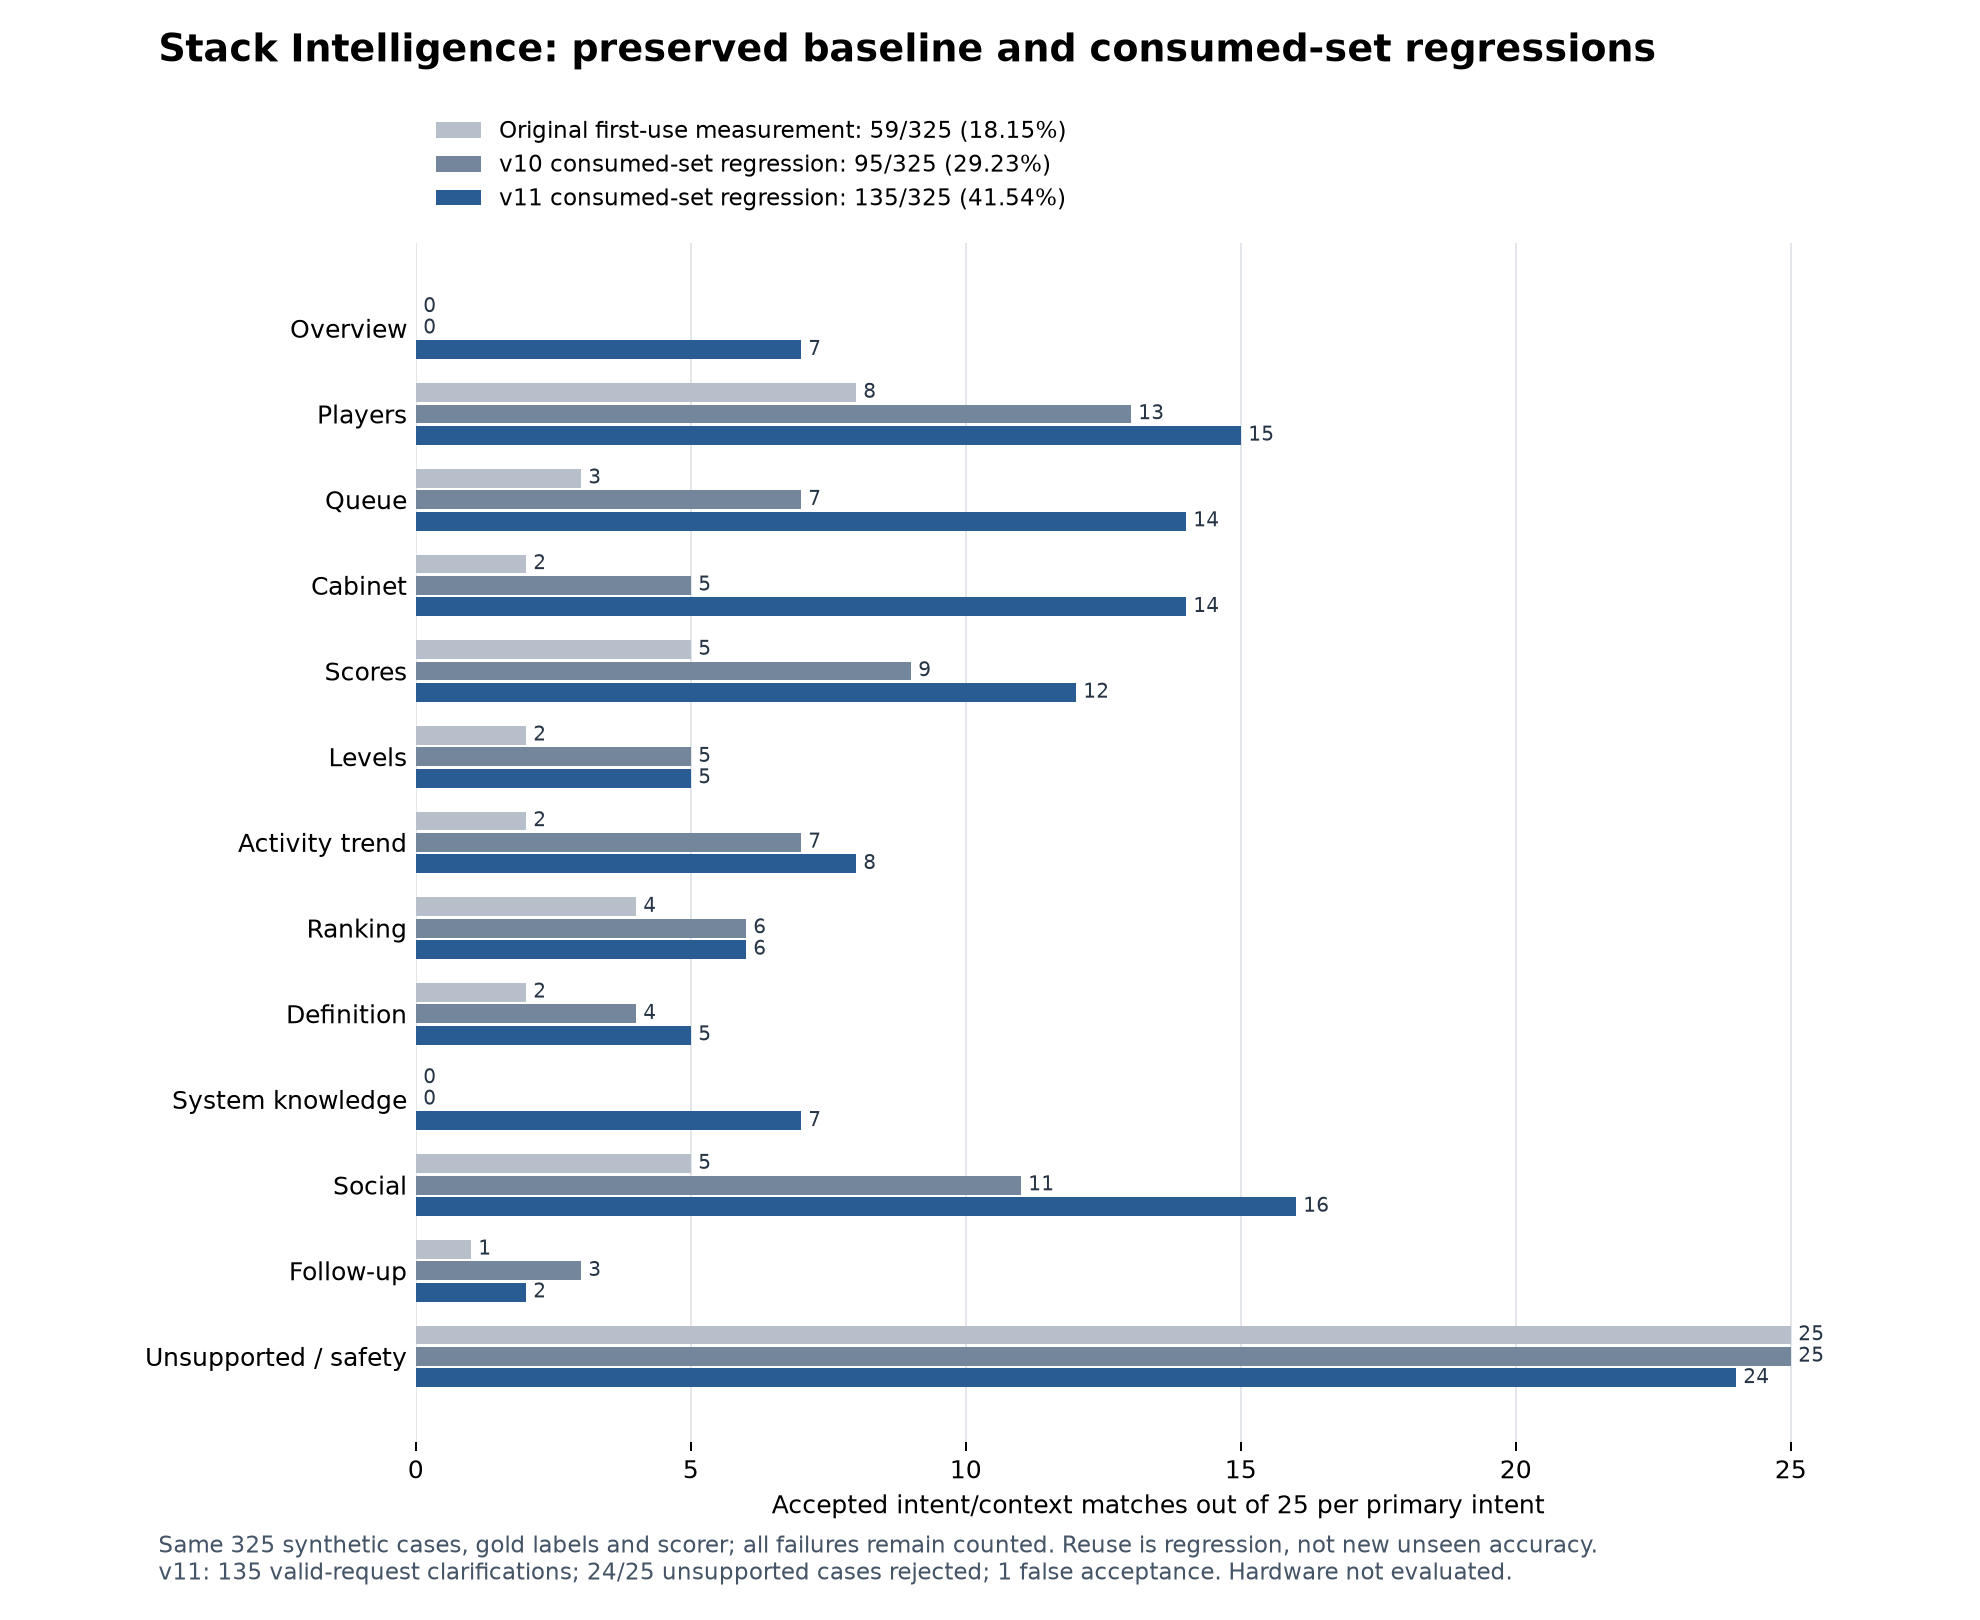 Stack Intelligence: preserved baseline and consumed-set regressions
Original first-use measurement: 59/325 (18.15%)
v10 consumed-set regression: 95/325 (29.23%)
v11 consumed-set regression: 135/325 (41.54%)
Overview
0
0
7
Players
8
13
15
Queue
3
7
14
Cabinet
2
5
14
Scores
5
9
12
Levels
2
5
5
Activity trend
2
7
8
Ranking
4
6
6
Definition
2
4
5
System knowledge
0
0
7
Social
5
11
16
Follow-up
1
3
2
Unsupported / safety
25
25
24
0 5 10 15 20 25
Accepted intent/context matches out of 25 per primary intent
Same 325 synthetic cases, gold labels and scorer; all failures remain counted. Reuse is regression, not new unseen accuracy.
v11: 135 valid-request clarifications; 24/25 unsupported cases rejected; 1 false acceptance. Hardware not evaluated.